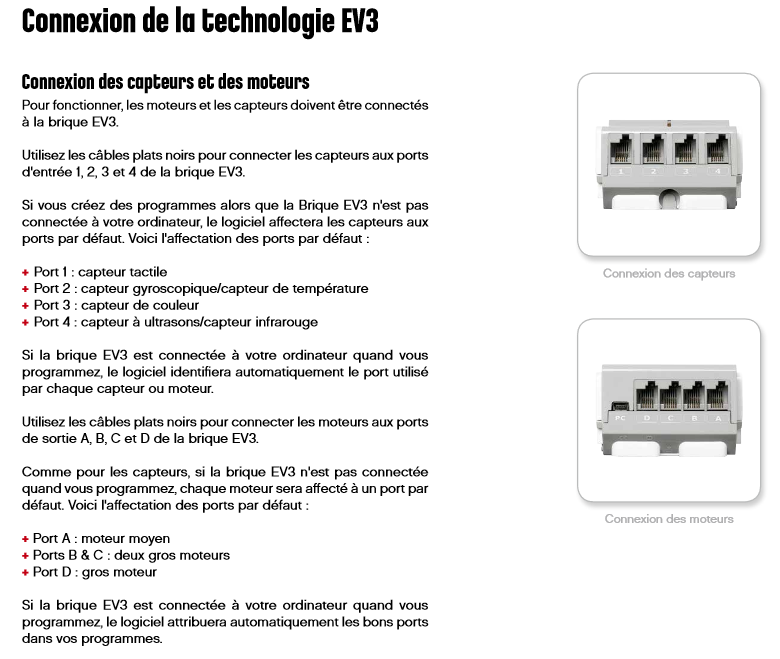 Connexion de la technologie EV3
Connexion des capteurs et des moteurs
Pour fonctionner, les moteurs et les capteurs doivent être connectés
à la brique EV3.
Utilisez les câbles plats noirs pour connecter les capteurs aux ports
d'entrée 1, 2, 3 et 4 de la brique EV3.
Si vous créez des programmes alors que la Brique EV3 n'est pas
connectée à votre ordinateur, le logiciel affectera les capteurs aux
ports par défaut. Voici l'affectation des ports par défaut :
+ Port 1 : capteur tactile
+ Port 2 : capteur gyroscopique/capteur de température
+ Port 3 : capteur de couleur
+ Port 4 : capteur à ultrasons/capteur infrarouge
Si la brique EV3 est connectée à votre ordinateur quand vous
programmez, le logiciel identifiera automatiquement le port utilisé
par chaque capteur ou moteur.
Utilisez les câbles plats noirs pour connecter les moteurs aux ports
de sortie A, B, C et D de la brique EV3.
Comme pour les capteurs, si la brique EV3 n'est pas connectée
quand vous programmez, chaque moteur sera affecté à un port par
défaut. Voici l'affectation des ports par défaut :
+ Port A : moteur moyen
+ Ports B & C : deux gros moteurs
+ Port D : gros moteur
Si la brique EV3 est connectée à votre ordinateur quand vous
programmez, le logiciel attribuera automatiquement les bons ports
dans vos programmes.
1 2 3 4
Connexion des capteurs
PC D C B A
Connexion des moteurs